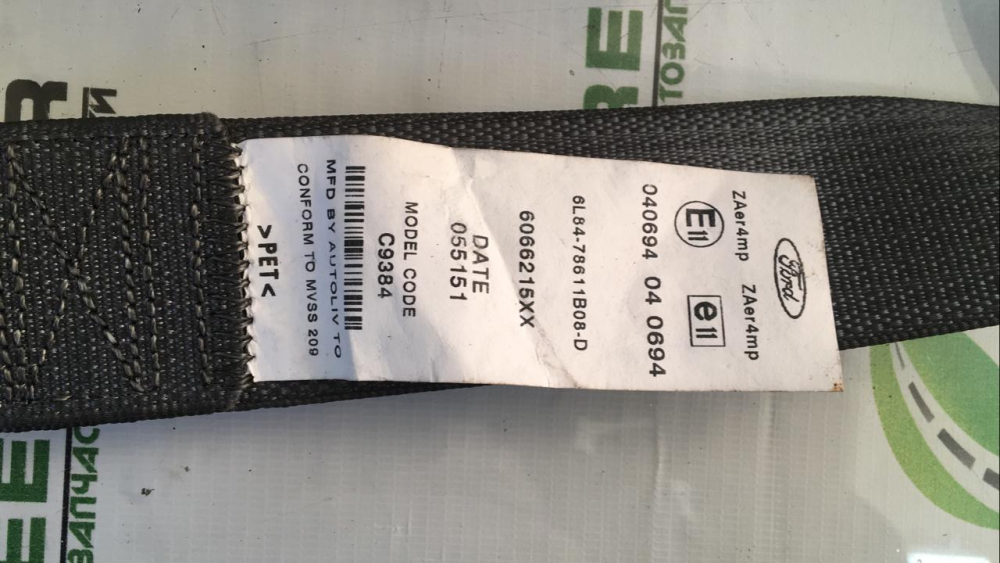 Ford
ZAer4mp ZAer4mp
E11 e11
040694 04 0694
6L84-78611B08-D
6066215XX
DATE
055151
MODEL CODE
C9384
MFD BY AUTOLIV TO
CONFORM TO MVSS 209
>PET<